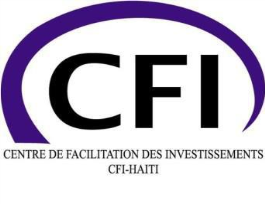 CFI
CENTRE DE FACILITATION DES INVESTISSEMENTS
CFI-HAITI